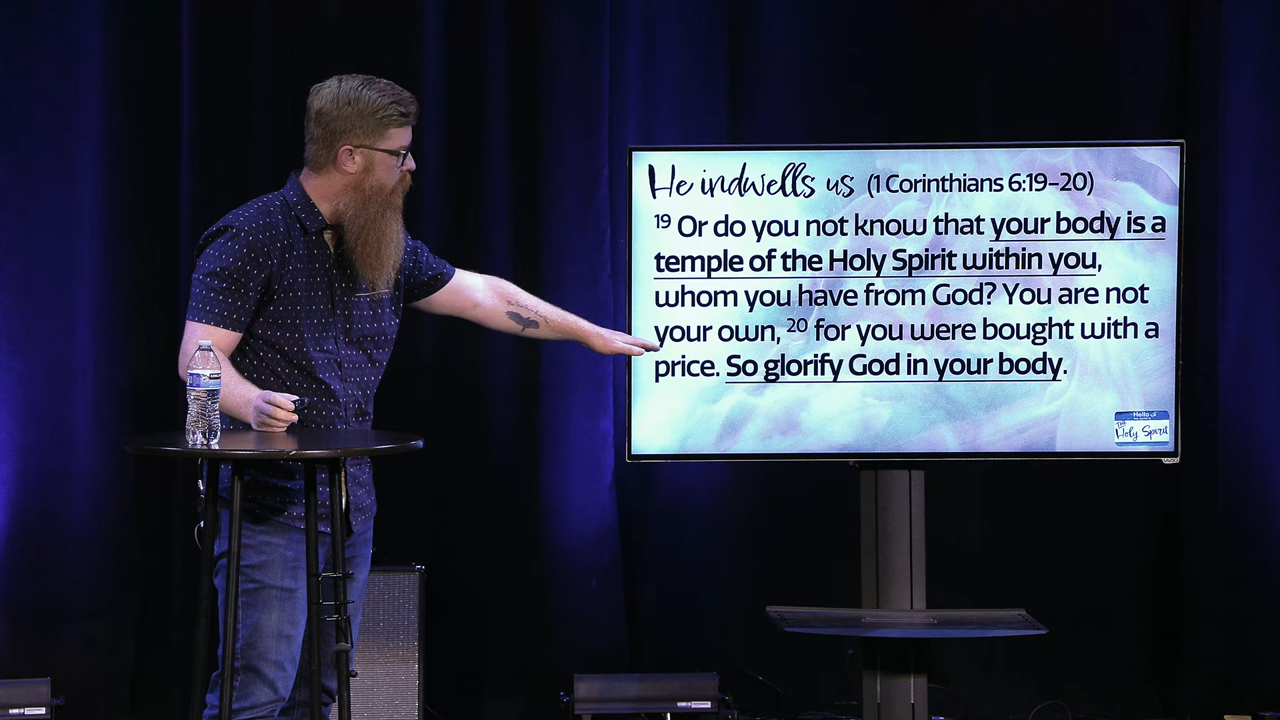 He indwells us (1 Corinthians 6:19-20)
19 Or do you not know that your body is a
temple of the Holy Spirit within you,
whom you have from God? You are not
your own, 20 for you were bought with a
price. So glorify God in your body.
Hello
THE
Holy Spirit